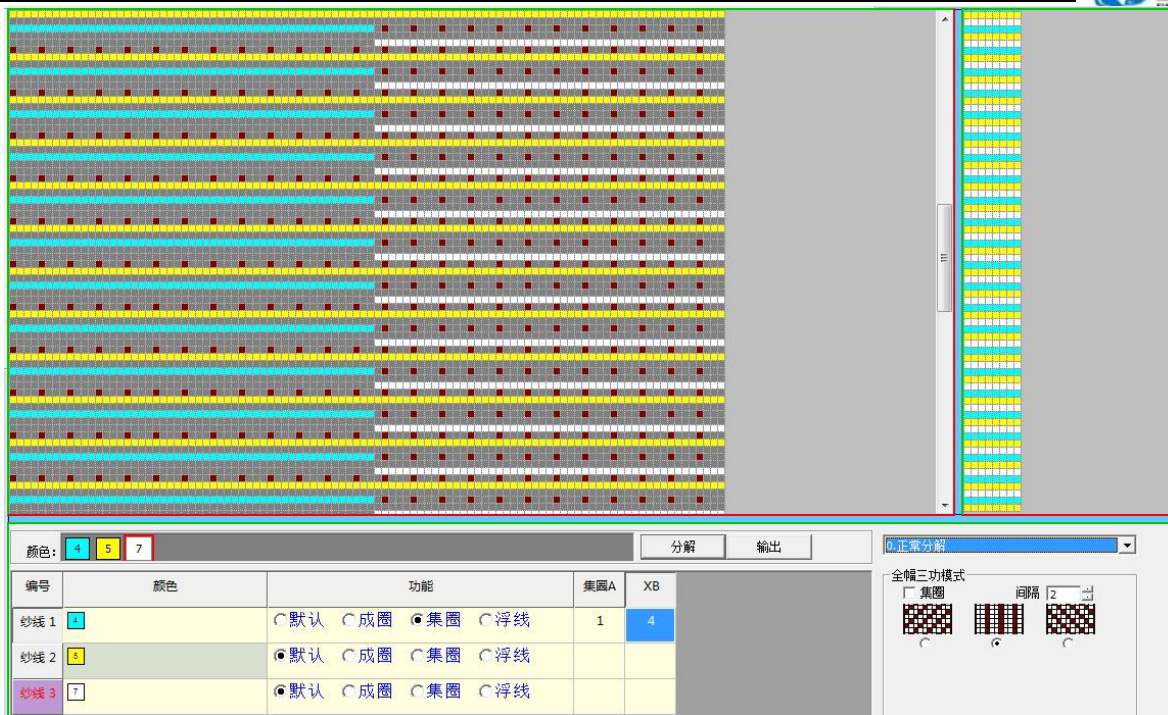 颜色: 4 5 7 分解 输出 0.正常分解
编号 颜色 功能 集圈A XB
纱线 1 4 默认 成圈 集圈 浮线 1 4
纱线 2 5 默认 成圈 集圈 浮线
纱线 3 7 默认 成圈 集圈 浮线
全幅三功模式
集圈 间隔 2